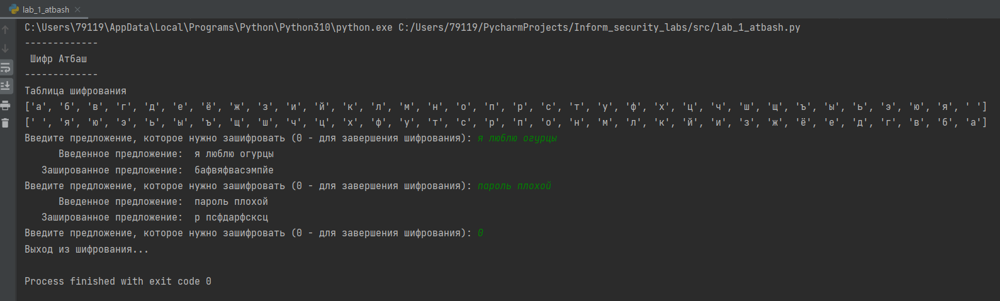 lab_1_atbash
C:\Users\79119\AppData\Local\Programs\Python\Python310\python.exe C:/Users/79119/PycharmProjects/Inform_security_labs/src/lab_1_atbash.py
-------------
Шифр Атбаш
-------------
Таблица шифрования
['а', 'б', 'в', 'г', 'д', 'е', 'ё', 'ж', 'з', 'и', 'й', 'к', 'л', 'м', 'н', 'о', 'п', 'р', 'с', 'т', 'у', 'ф', 'х', 'ц', 'ч', 'ш', 'щ', 'ъ', 'ы', 'ь', 'э', 'ю', 'я', ' ']
[' ', 'я', 'ю', 'э', 'ь', 'ы', 'ъ', 'щ', 'ш', 'ч', 'ц', 'х', 'ф', 'у', 'т', 'с', 'р', 'п', 'о', 'н', 'м', 'л', 'к', 'й', 'и', 'з', 'ж', 'ё', 'е', 'д', 'г', 'в', 'б', 'а']
Введите предложение, которое нужно зашифровать (0 - для завершения шифрования): я люблю огурцы
Введенное предложение:  я люблю огурцы
Зашированное предложение:  бафвяфвасэмпйе
Введите предложение, которое нужно зашифровать (0 - для завершения шифрования): пароль плохой
Введенное предложение:  пароль плохой
Зашированное предложение:  р псфдарфсксц
Введите предложение, которое нужно зашифровать (0 - для завершения шифрования): 0
Выход из шифрования...
Process finished with exit code 0